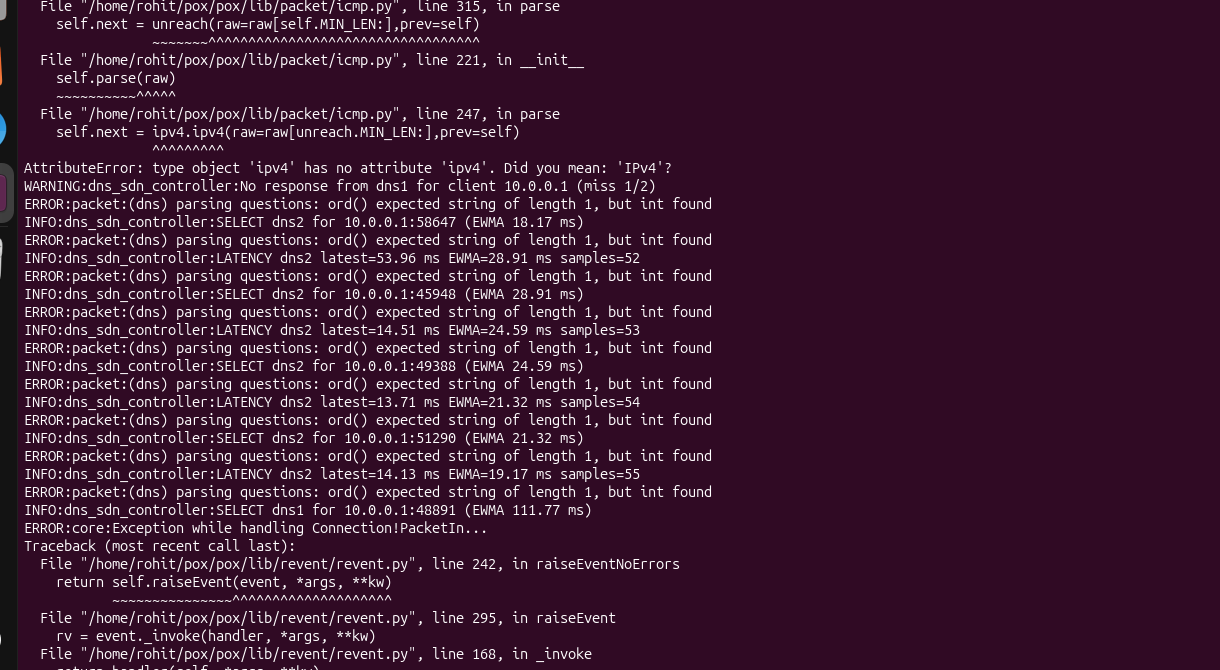 File "/home/rohit/pox/pox/lib/packet/icmp.py", line 315, in parse
self.next = unreach(raw=raw[self.MIN_LEN:],prev=self)
~~~~~~~^^^^^^^^^^^^^^^^^^^^^^^^^^^^^^^^^^
File "/home/rohit/pox/pox/lib/packet/icmp.py", line 221, in __init__
self.parse(raw)
~~~~~~~~~~^^^^^
File "/home/rohit/pox/pox/lib/packet/icmp.py", line 247, in parse
self.next = ipv4.ipv4(raw=raw[unreach.MIN_LEN:],prev=self)
^^^^^^^^^
AttributeError: type object 'ipv4' has no attribute 'ipv4'. Did you mean: 'IPv4'?
WARNING:dns_sdn_controller:No response from dns1 for client 10.0.0.1 (miss 1/2)
ERROR:packet:(dns) parsing questions: ord() expected string of length 1, but int found
INFO:dns_sdn_controller:SELECT dns2 for 10.0.0.1:58647 (EWMA 18.17 ms)
ERROR:packet:(dns) parsing questions: ord() expected string of length 1, but int found
INFO:dns_sdn_controller:LATENCY dns2 latest=53.96 ms EWMA=28.91 ms samples=52
ERROR:packet:(dns) parsing questions: ord() expected string of length 1, but int found
INFO:dns_sdn_controller:SELECT dns2 for 10.0.0.1:45948 (EWMA 28.91 ms)
ERROR:packet:(dns) parsing questions: ord() expected string of length 1, but int found
INFO:dns_sdn_controller:LATENCY dns2 latest=14.51 ms EWMA=24.59 ms samples=53
ERROR:packet:(dns) parsing questions: ord() expected string of length 1, but int found
INFO:dns_sdn_controller:SELECT dns2 for 10.0.0.1:49388 (EWMA 24.59 ms)
ERROR:packet:(dns) parsing questions: ord() expected string of length 1, but int found
INFO:dns_sdn_controller:LATENCY dns2 latest=13.71 ms EWMA=21.32 ms samples=54
ERROR:packet:(dns) parsing questions: ord() expected string of length 1, but int found
INFO:dns_sdn_controller:SELECT dns2 for 10.0.0.1:51290 (EWMA 21.32 ms)
ERROR:packet:(dns) parsing questions: ord() expected string of length 1, but int found
INFO:dns_sdn_controller:LATENCY dns2 latest=14.13 ms EWMA=19.17 ms samples=55
ERROR:packet:(dns) parsing questions: ord() expected string of length 1, but int found
INFO:dns_sdn_controller:SELECT dns1 for 10.0.0.1:48891 (EWMA 111.77 ms)
ERROR:core:Exception while handling Connection!PacketIn...
Traceback (most recent call last):
File "/home/rohit/pox/pox/lib/revent/revent.py", line 242, in raiseEventNoErrors
return self.raiseEvent(event, *args, **kw)
~~~~~~~~~~~~~~~^^^^^^^^^^^^^^^^^^^^
File "/home/rohit/pox/pox/lib/revent/revent.py", line 295, in raiseEvent
rv = event._invoke(handler, *args, **kw)
File "/home/rohit/pox/pox/lib/revent/revent.py", line 168, in _invoke
return handler(self, *args, **kw)